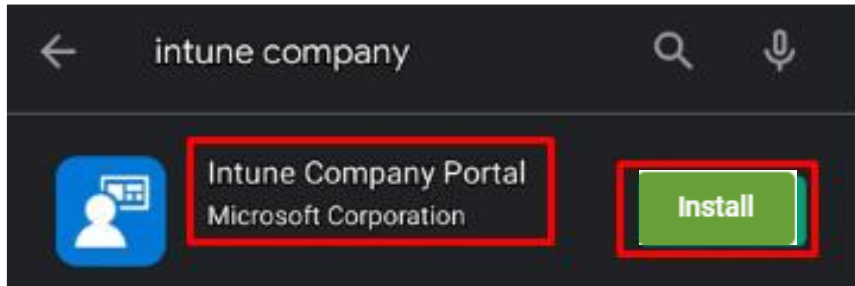 intune company
Intune Company Portal
Microsoft Corporation
Install